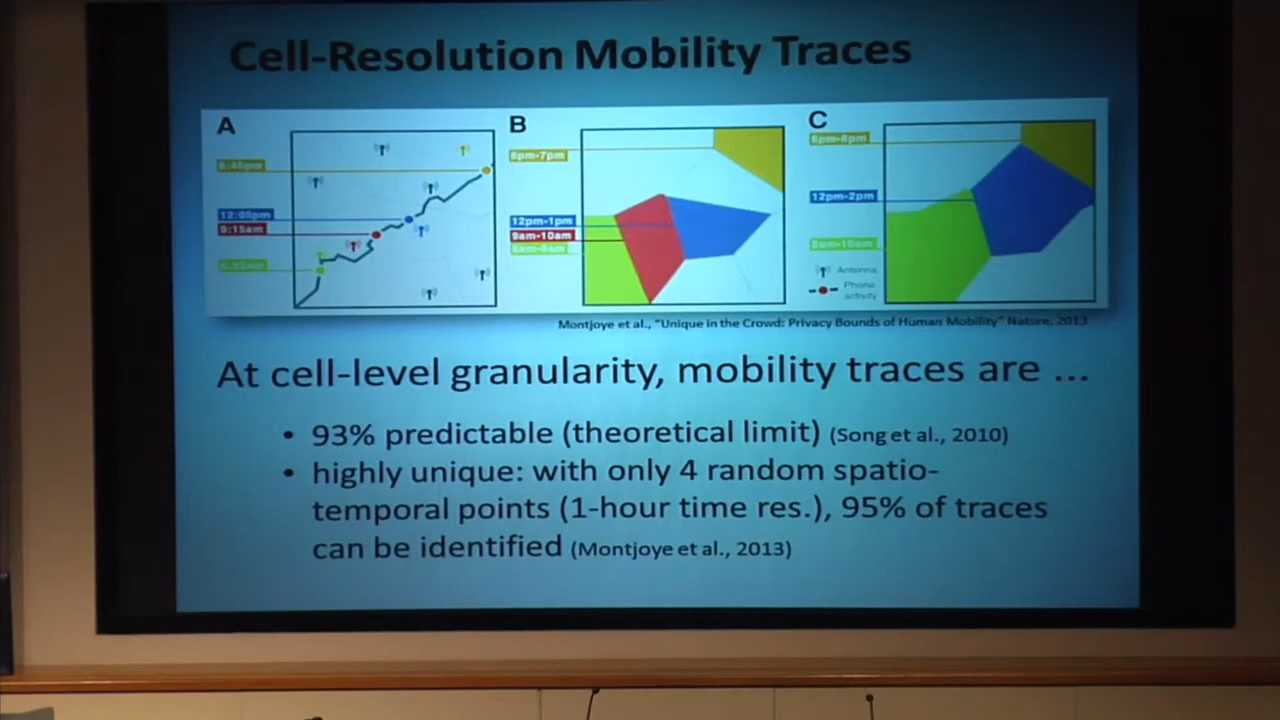 Cell-Resolution Mobility Traces
A
6:45pm
12:05pm
9:15am
B
6pm-7pm
12pm-1pm
9am-10am
8am-9am
C
6pm-8pm
12pm-2pm
8am-10am
Antenna
Phone
activity
Montjoye et al., "Unique in the Crowd: Privacy Bounds of Human Mobility" Nature, 2013
At cell-level granularity, mobility traces are ...
• 93% predictable (theoretical limit) (Song et al., 2010)
• highly unique: with only 4 random spatio-
temporal points (1-hour time res.), 95% of traces
can be identified (Montjoye et al., 2013)